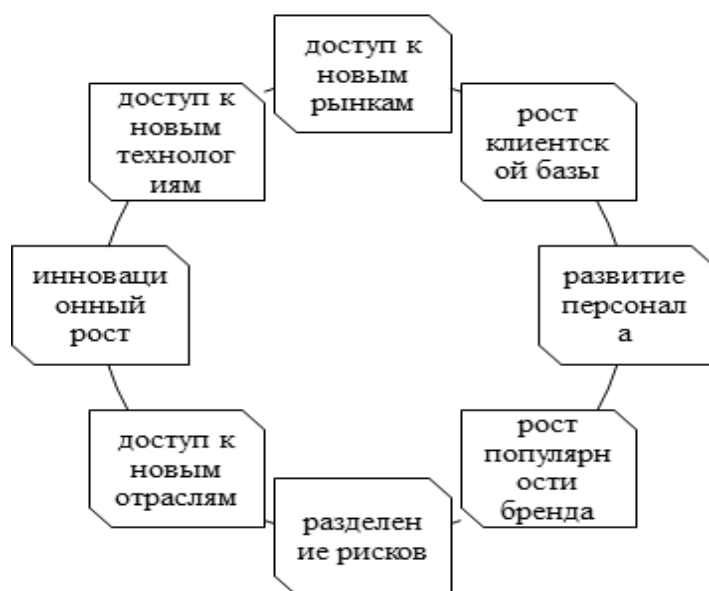 доступ к
новым
рынкам
рост
клиентск
ой базы
развитие
персонал
а
рост
популярн
ости
бренда
разделен
ие рисков
доступ к
новым
отраслям
инноваци
онный
рост
доступ к
новым
технолог
иям